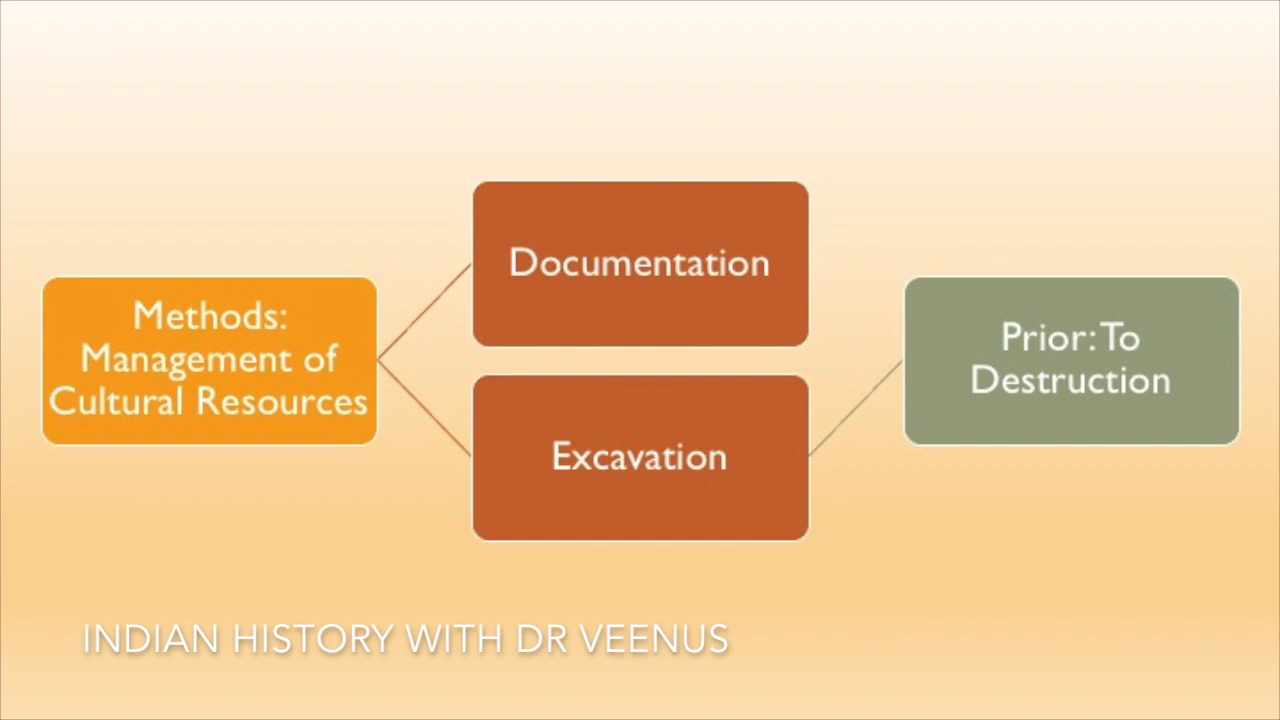 Methods:
Management of
Cultural Resources
Documentation
Excavation
Prior: To
Destruction
INDIAN HISTORY WITH DR VEENUS